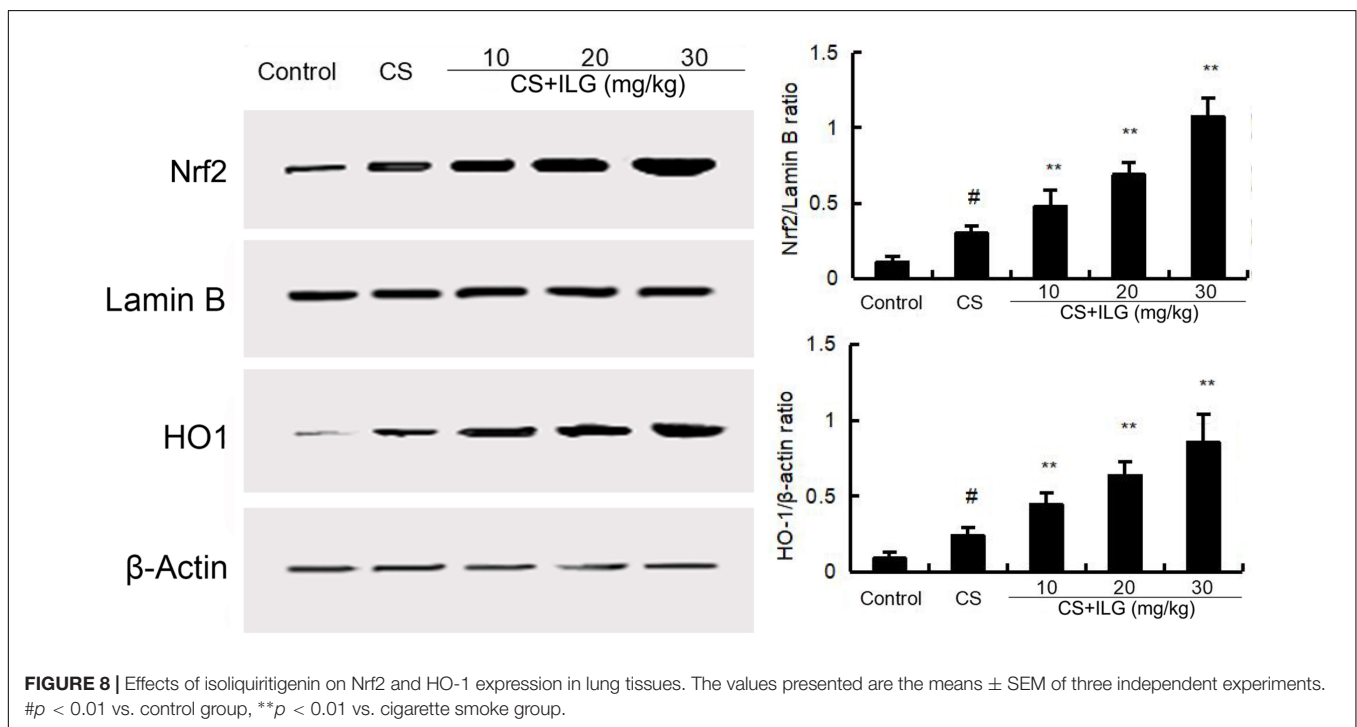 Control CS 10 20 30
CS+ILG (mg/kg)
Nrf2
Lamin B
HO1
β-Actin
Nrf2/Lamin B ratio
1.5
1
0.5
0
#
**
**
**
Control CS 10 20 30
CS+ILG (mg/kg)
HO-1/β-actin ratio
1.5
1
0.5
0
#
**
**
**
Control CS 10 20 30
CS+ILG (mg/kg)
FIGURE 8 | Effects of isoliquiritigenin on Nrf2 and HO-1 expression in lung tissues. The values presented are the means ± SEM of three independent experiments.
#p < 0.01 vs. control group, **p < 0.01 vs. cigarette smoke group.